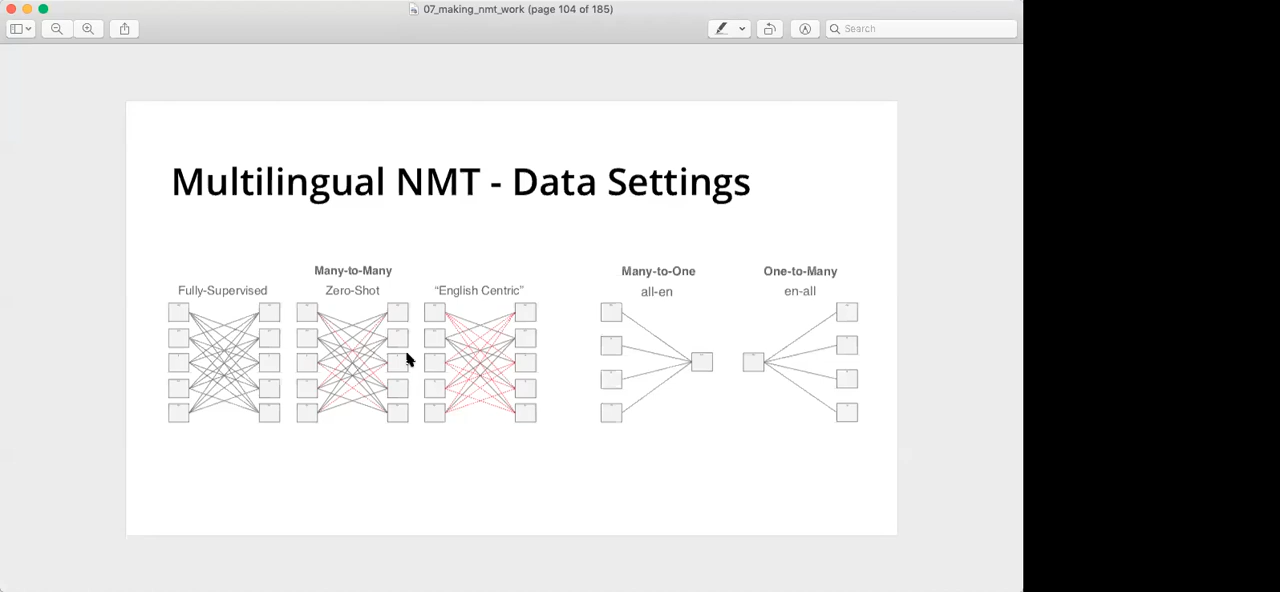 07_making_nmt_work (page 104 of 185)
Search
Multilingual NMT - Data Settings
Many-to-Many
Fully-Supervised
Zero-Shot
“English Centric”
Many-to-One
all-en
One-to-Many
en-all